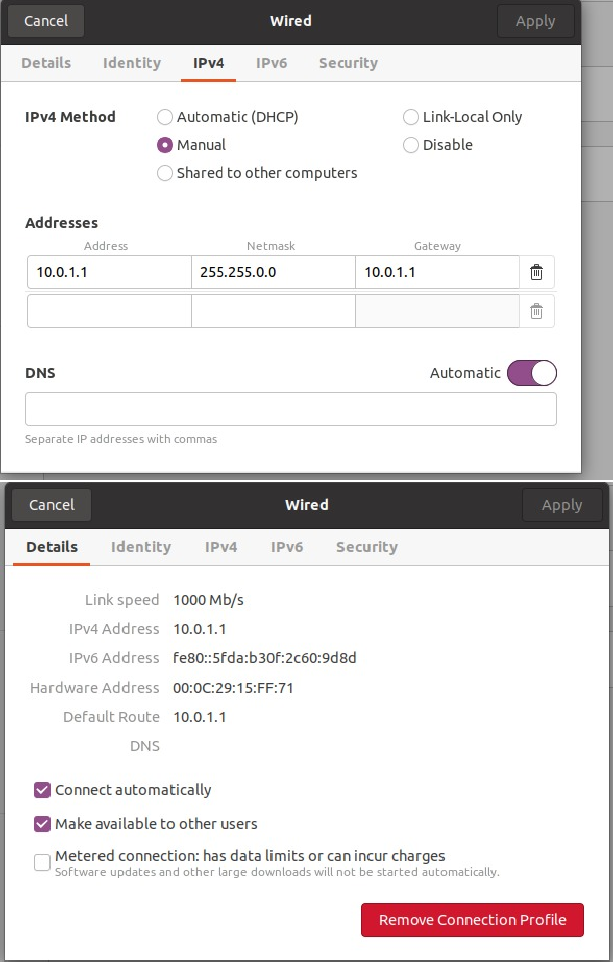 Cancel Wired Apply
Details Identity IPv4 IPv6 Security
IPv4 Method Automatic (DHCP) Link-Local Only
Manual Disable
Shared to other computers
Addresses
Address Netmask Gateway
10.0.1.1 255.255.0.0 10.0.1.1
DNS Automatic
Separate IP addresses with commas
Cancel Wired Apply
Details Identity IPv4 IPv6 Security
Link speed 1000 Mb/s
IPv4 Address 10.0.1.1
IPv6 Address fe80::5fda:b30f:2c60:9d8d
Hardware Address 00:0C:29:15:FF:71
Default Route 10.0.1.1
DNS
Connect automatically
Make available to other users
Metered connection: has data limits or can incur charges
Software updates and other large downloads will not be started automatically.
Remove Connection Profile